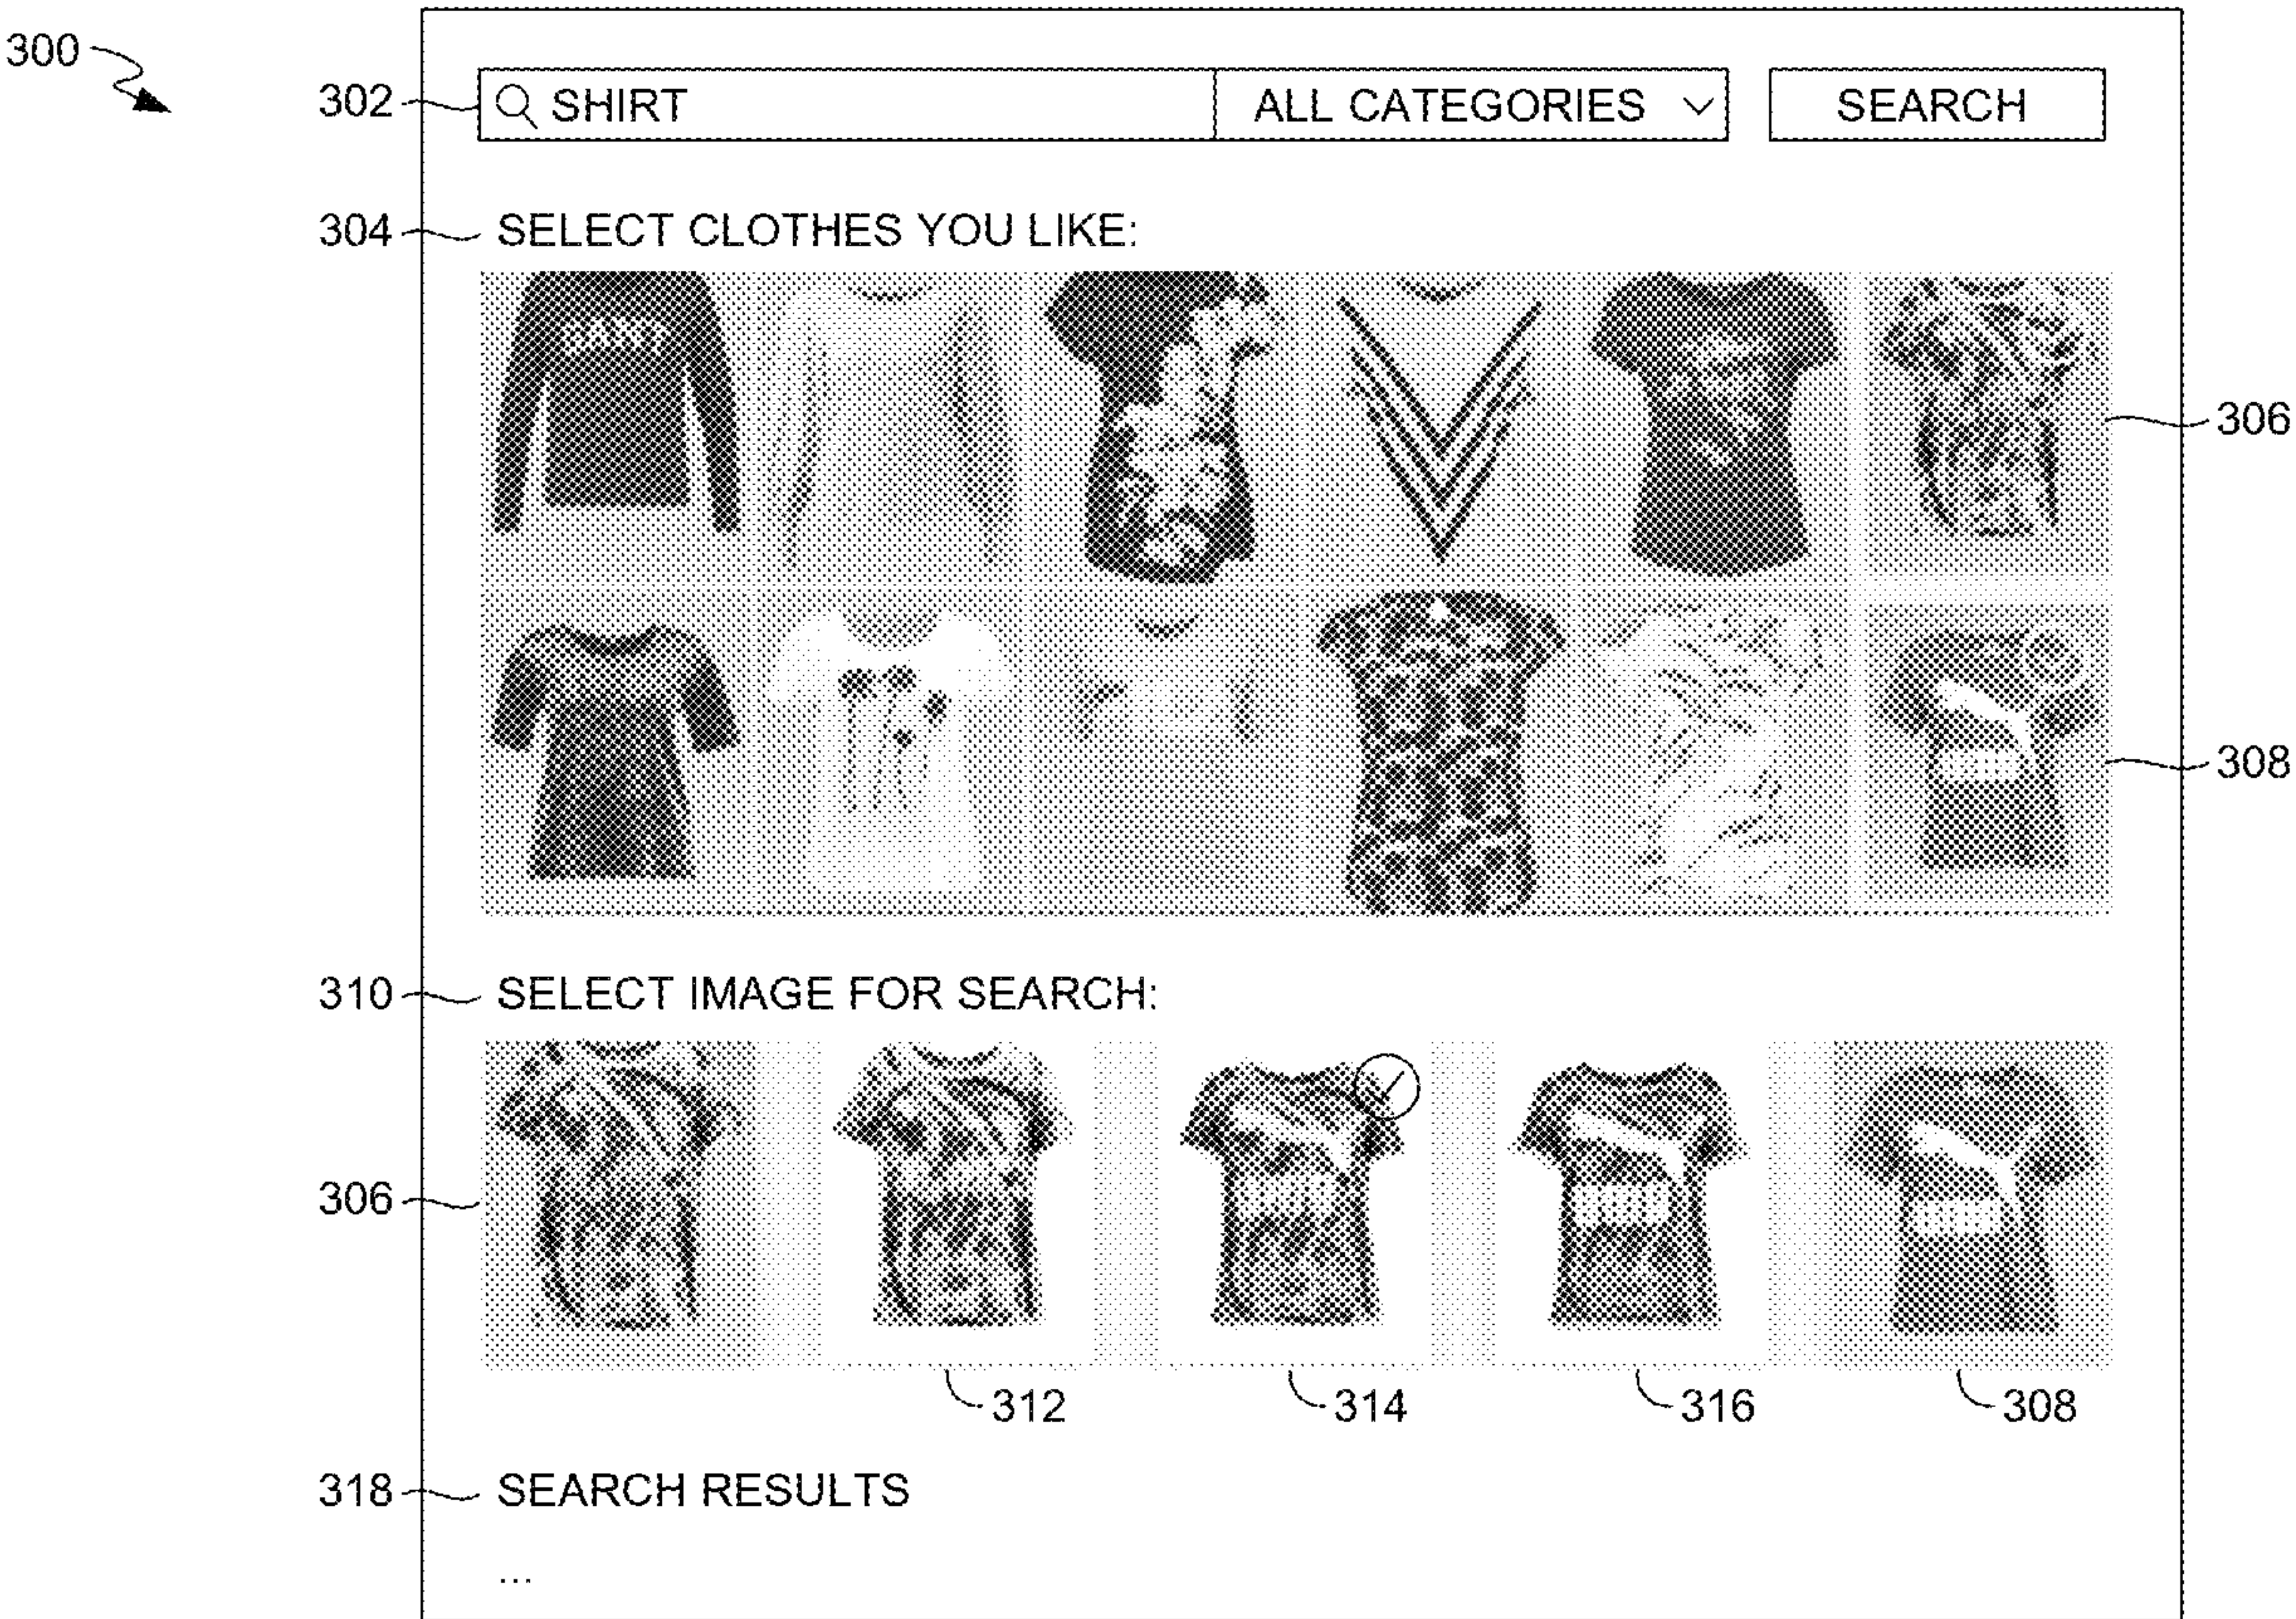 300
302 SHIRT ALL CATEGORIES SEARCH
304 SELECT CLOTHES YOU LIKE:
306
308
310 SELECT IMAGE FOR SEARCH:
306
312 314 316 308
318 SEARCH RESULTS
...